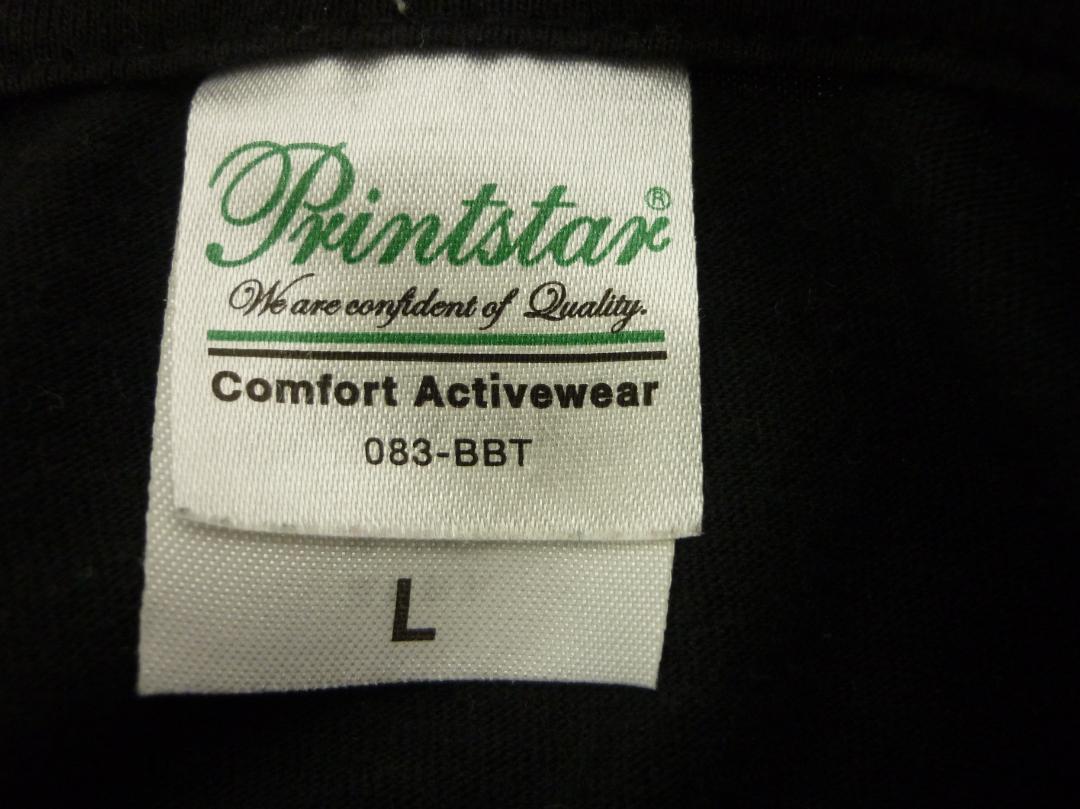 Printstar®
We are confident of Quality.
Comfort Activewear
083-BBT
L